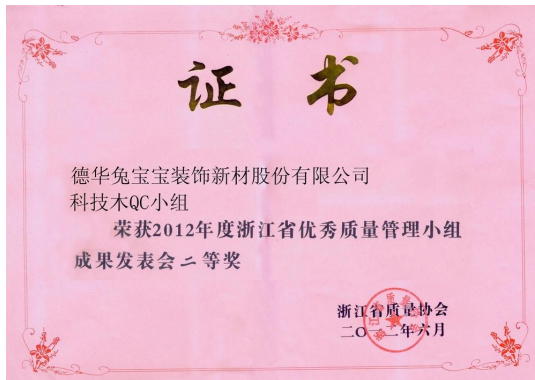 证 书
德华兔宝宝装饰新材股份有限公司
科技木QC小组
荣获2012年度浙江省优秀质量管理小组
成果发表会二等奖
浙江省质量协会
二〇一二年六月